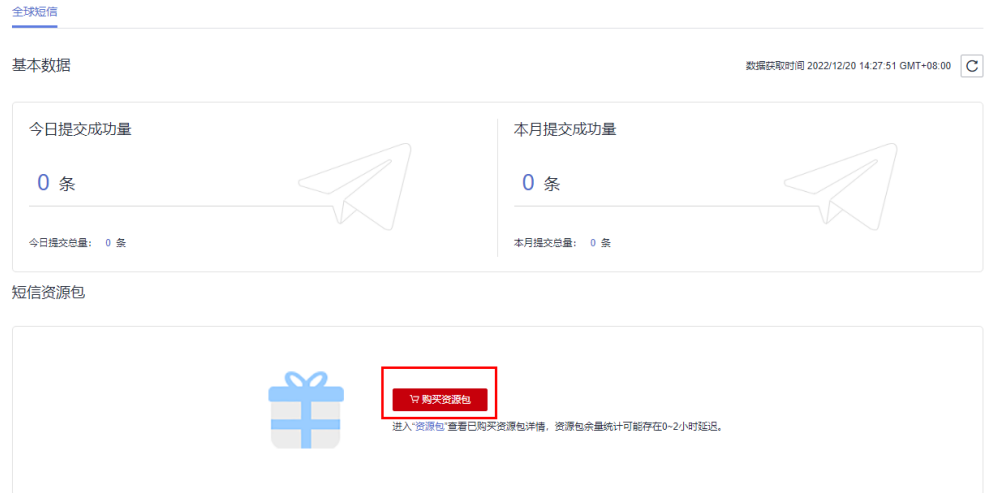 全球短信
基本数据
数据获取时间 2022/12/20 14:27:51 GMT+08:00
今日提交成功量
0 条
今日提交总量： 0 条
本月提交成功量
0 条
本月提交总量： 0 条
短信资源包
购买资源包
进入“资源包”查看已购买资源包详情，资源包余量统计可能存在0~2小时延迟。